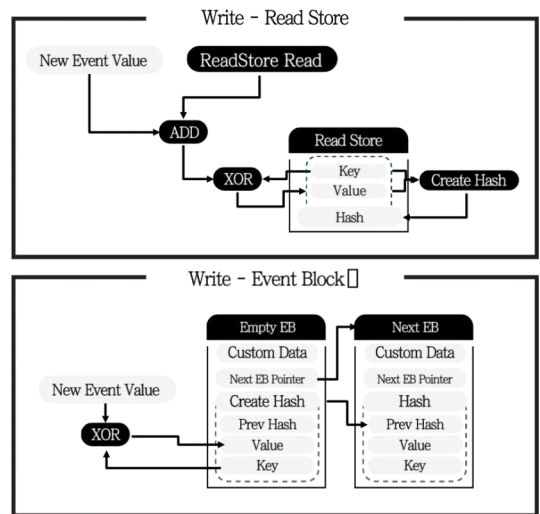 Write - Read Store
New Event Value
ReadStore Read
ADD
Read Store
XOR
Key
Value
Create Hash
Hash
Write - Event Block
Empty EB
Next EB
Custom Data
Custom Data
Next EB Pointer
Next EB Pointer
New Event Value
Create Hash
Hash
Prev Hash
Prev Hash
XOR
Value
Value
Key
Key